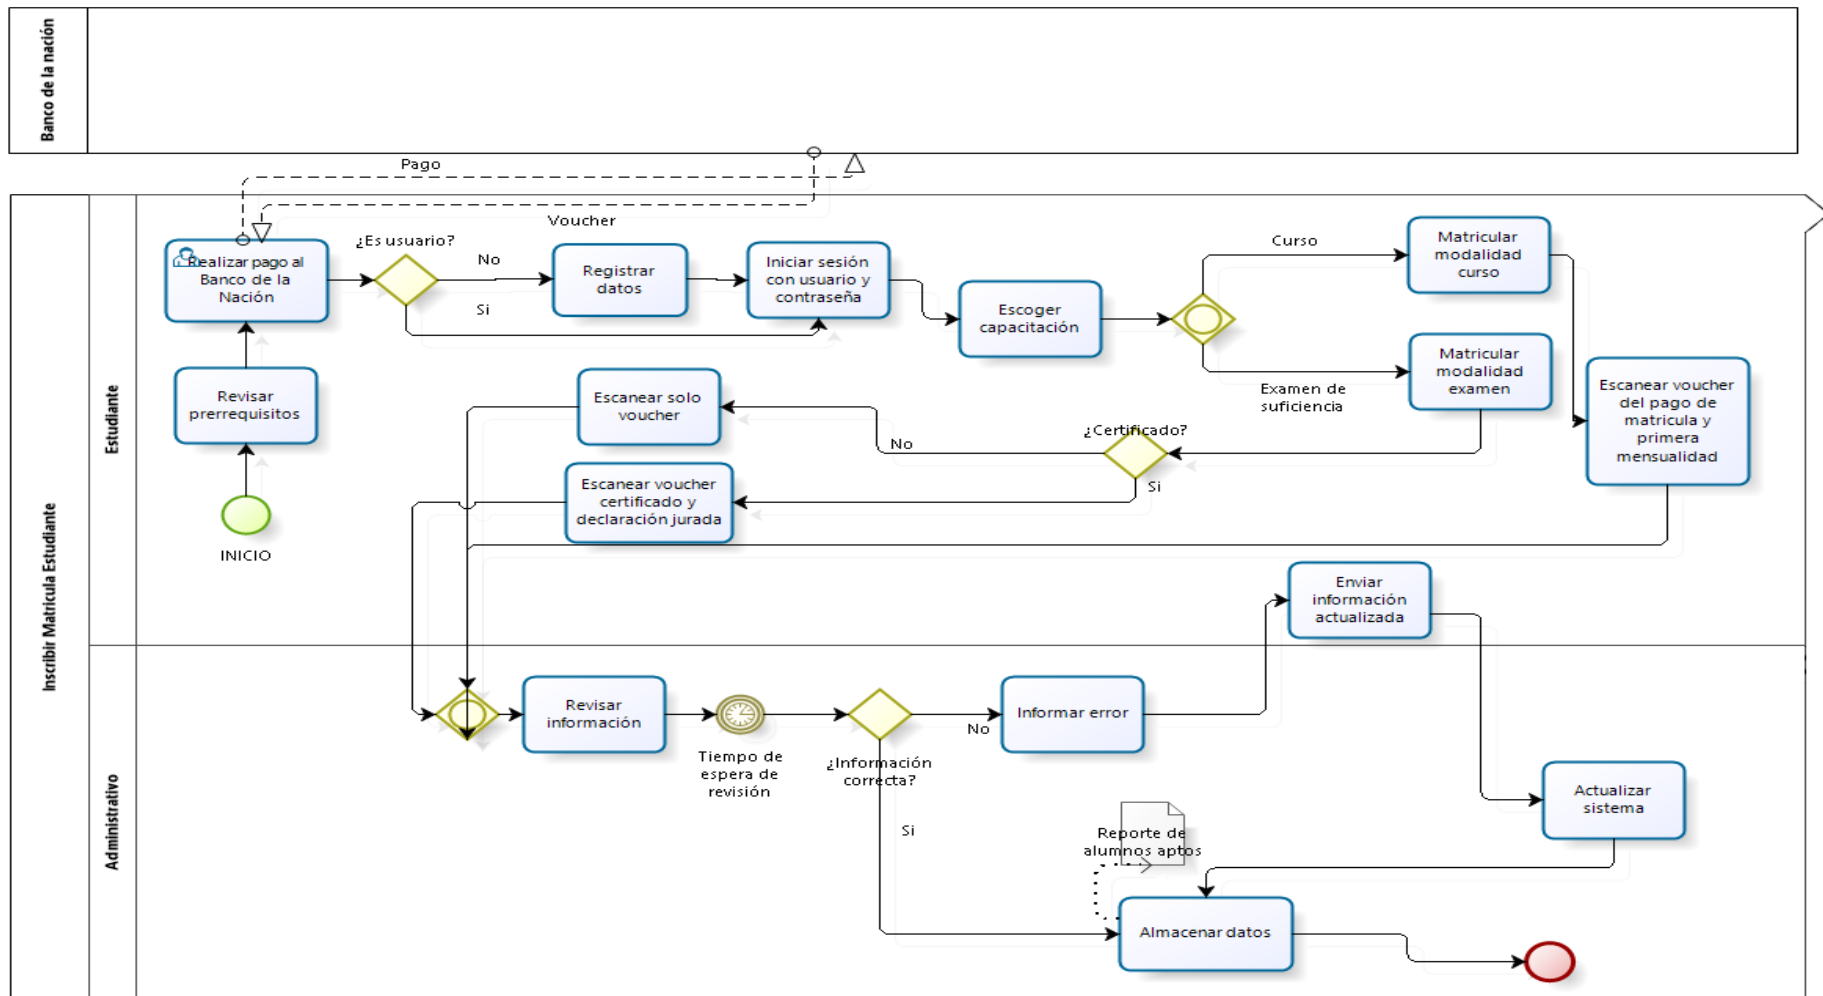 Banco de la nación
Pago
Voucher
Inscribir Matricula Estudiante
Estudiante
¿Es usuario?
Realizar pago al
Banco de la
Nación
No
Si
Registrar
datos
Iniciar sesión
con usuario y
contraseña
Escoger
capacitación
Curso
Examen de
suficiencia
Matricular
modalidad
curso
Matricular
modalidad
examen
Escanear voucher
del pago de
matricula y
primera
mensualidad
Revisar
prerrequisitos
INICIO
Escanear solo
voucher
¿Certificado?
No
Si
Escanear voucher
certificado y
declaración jurada
Enviar
información
actualizada
Administrativo
Revisar
información
Tiempo de
espera de
revisión
¿Información
correcta?
No
Si
Informar error
Actualizar
sistema
Reporte de
alumnos aptos
Almacenar datos